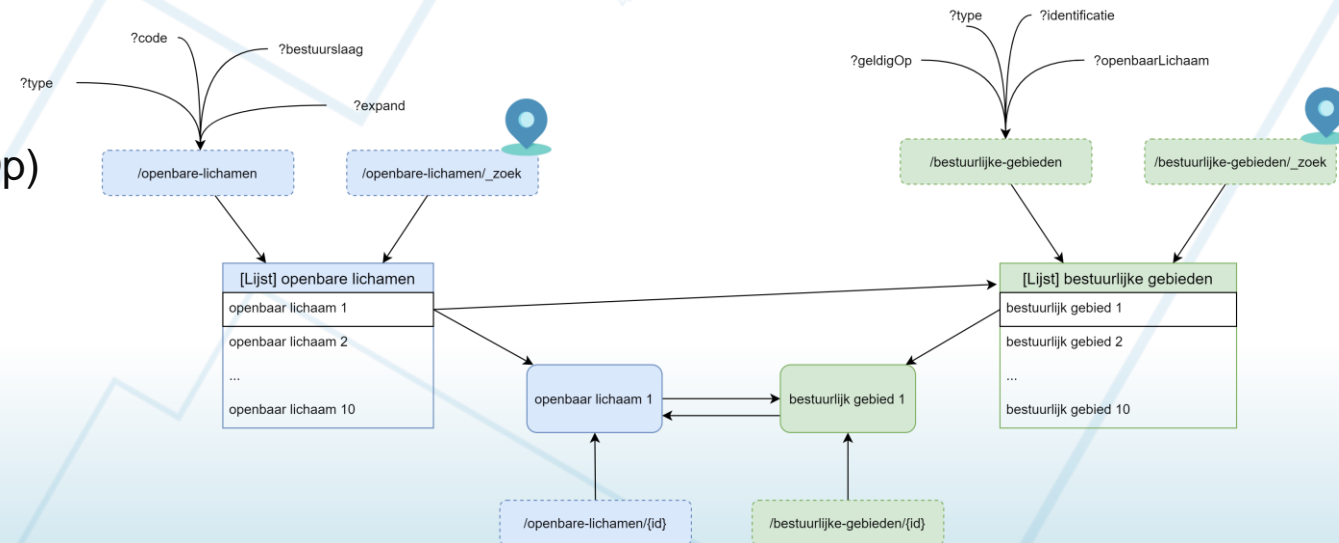 ?type
?code
?bestuurslaag
?expand
?type
?identificatie
?geldigOp
?openbaarLichaam
p)
/openbare-lichamen
/openbare-lichamen/_zoek
/bestuurlijke-gebieden
/bestuurlijke-gebieden/_zoek
[Lijst] openbare lichamen
openbaar lichaam 1
openbaar lichaam 2
...
openbaar lichaam 10
[Lijst] bestuurlijke gebieden
bestuurlijk gebied 1
bestuurlijk gebied 2
...
bestuurlijk gebied 10
openbaar lichaam 1
bestuurlijk gebied 1
/openbare-lichamen/{id}
/bestuurlijke-gebieden/{id}